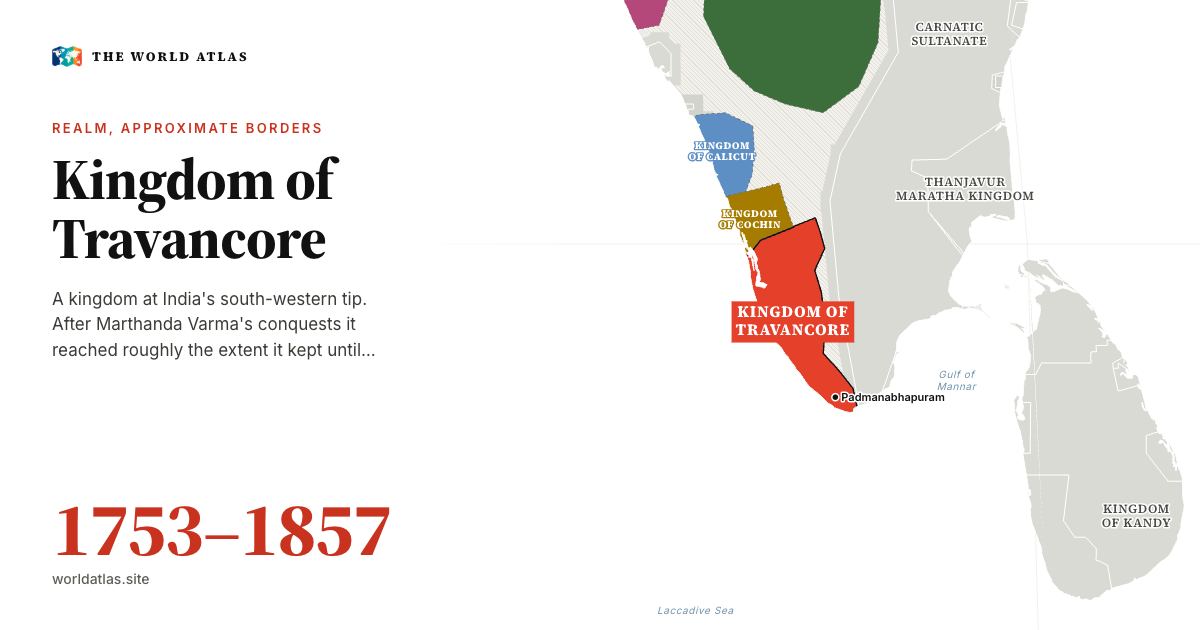 THE WORLD ATLAS
REALM, APPROXIMATE BORDERS
Kingdom of
Travancore
A kingdom at India's south-western tip.
After Marthanda Varma's conquests it
reached roughly the extent it kept until...
1753–1857
worldatlas.site
CARNATIC
SULTANATE
KINGDOM
OF CALICUT
THANJAVUR
MARATHA KINGDOM
KINGDOM
OF COCHIN
KINGDOM OF
TRAVANCORE
Gulf of
Mannar
Padmanabhapuram
KINGDOM
OF KANDY
Laccadive Sea